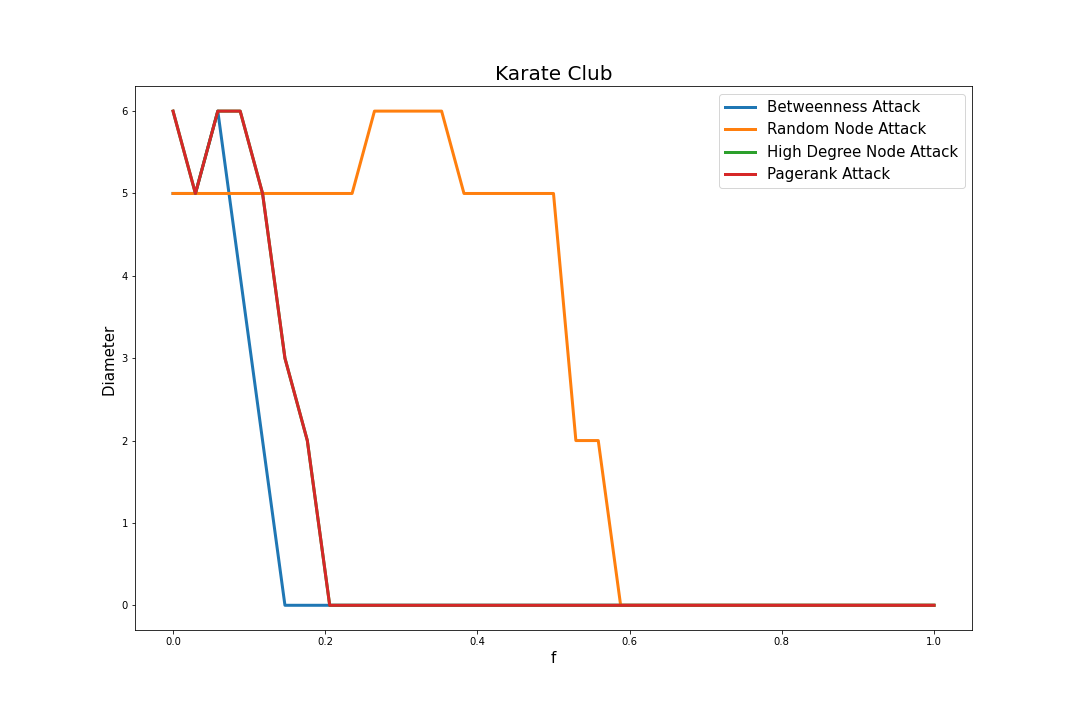 Karate Club
Betweenness Attack
Random Node Attack
High Degree Node Attack
Pagerank Attack
6
5
4
3
2
1
0
Diameter
0.0 0.2 0.4 0.6 0.8 1.0
f